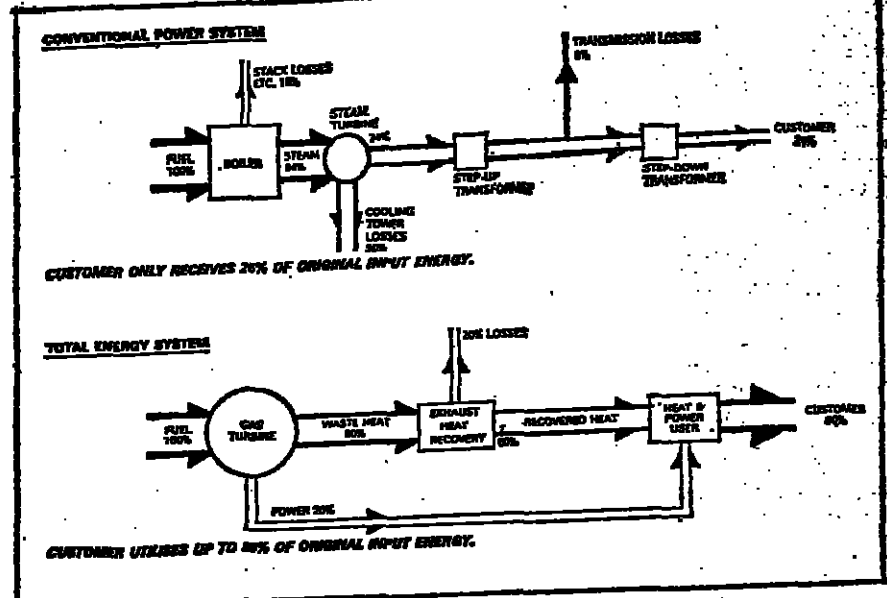 CONVENTIONAL POWER SYSTEM
STACK LOSSES
ETC.
TRANSMISSION LOSSES
STEAM
TURBINE
FUEL
100%
BOILER
STEAM
STEP-UP
TRANSFORMER
STEP-DOWN
TRANSFORMER
CUSTOMER
COOLING
TOWER
LOSSES
CUSTOMER ONLY RECEIVES 26% OF ORIGINAL INPUT ENERGY.
TOTAL ENERGY SYSTEM
20% LOSSES
FUEL
100%
GAS
TURBINE
WASTE HEAT
80%
EXHAUST
HEAT
RECOVERY
RECOVERED HEAT
60%
HEAT &
POWER
USER
CUSTOMER
POWER 20%
CUSTOMER UTILISES UP TO 80% OF ORIGINAL INPUT ENERGY.